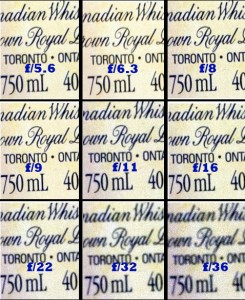 nadian Whis
own Royal
TORONTO • ONTA
f/5.6
750 mL 40
nadian Whis
own Royal
TORONTO • ONTA
f/6.3
750 mL 40
nadian Whis
own Royal
TORONTO • ONTA
f/8
750 mL 40
nadian Whis
own Royal
TORONTO • ONTA
f/9
750 mL 40
nadian Whis
own Royal
TORONTO • ONTA
f/11
750 mL 40
nadian Whis
own Royal
TORONTO • ONTA
f/16
750 mL 40
nadian Whis
own Royal
TORONTO • ONTA
f/22
750 mL 40
nadian Whis
own Royal
TORONTO • ONTA
f/32
750 mL 40
nadian Whis
own Royal
TORONTO • ONTA
f/36
750 mL 40